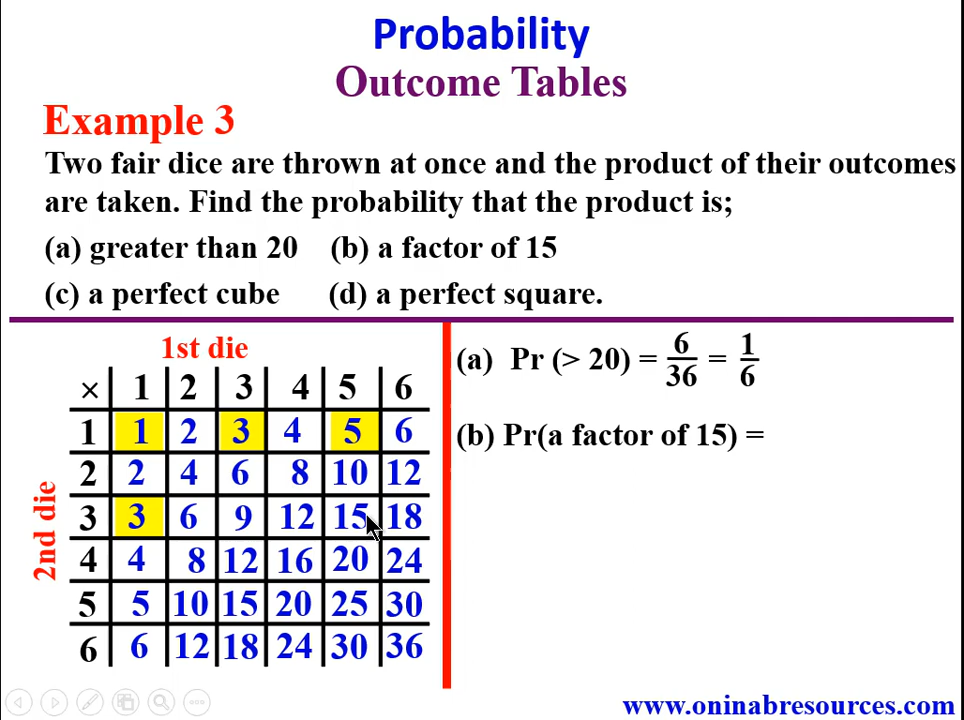 Probability
Outcome Tables
Example 3
Two fair dice are thrown at once and the product of their outcomes
are taken. Find the probability that the product is;
(a) greater than 20 (b) a factor of 15
(c) a perfect cube (d) a perfect square.
1st die
× 1 2 3 4 5 6
1 1 2 3 4 5 6
2 2 4 6 8 10 12
3 3 6 9 12 15 18
4 4 8 12 16 20 24
5 5 10 15 20 25 30
6 6 12 18 24 30 36
2nd die
(a) Pr (> 20) = 6/36 = 1/6
(b) Pr(a factor of 15) =
www.oninabresources.com